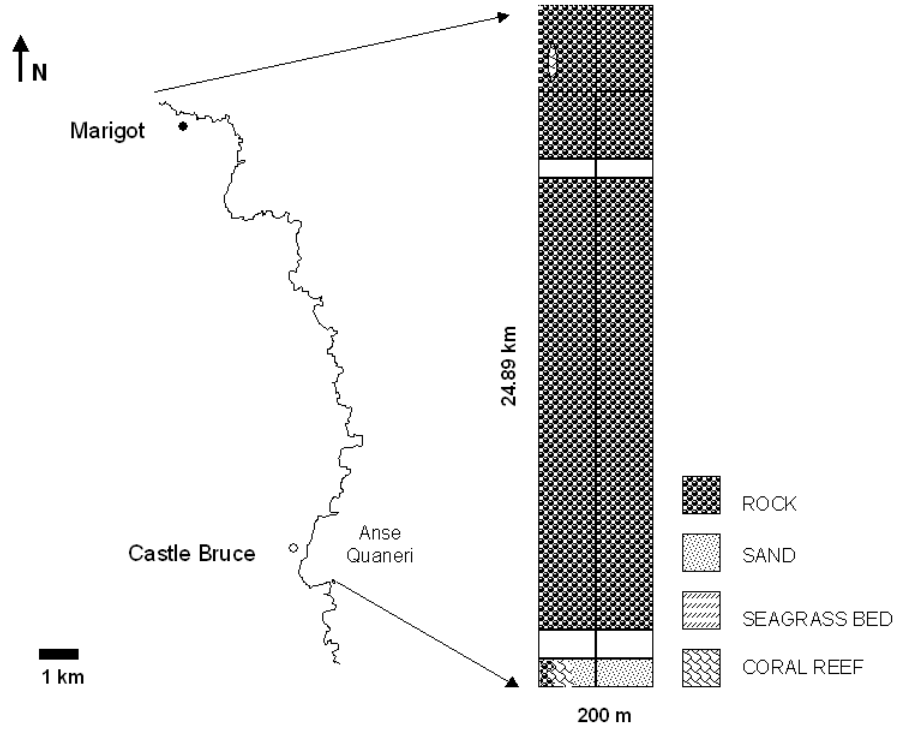 N
Marigot
24.89 km
Anse
Quaneri
Castle Bruce
1 km
200 m
ROCK
SAND
SEAGRASS BED
CORAL REEF